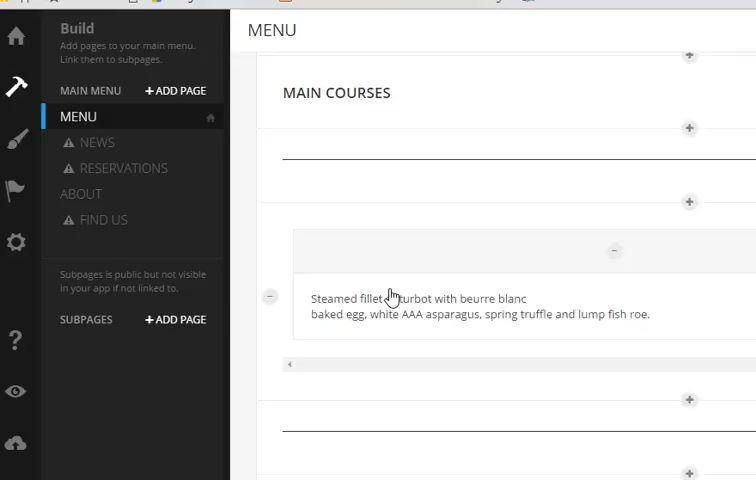 Build
Add pages to your main menu.
Link them to subpages.
MAIN MENU
+ ADD PAGE
MENU
NEWS
RESERVATIONS
ABOUT
FIND US
Subpages is public but not visible
in your app if not linked to.
SUBPAGES
+ ADD PAGE
?
MENU
MAIN COURSES
Steamed fillet turbot with beurre blanc
baked egg, white AAA asparagus, spring truffle and lump fish roe.